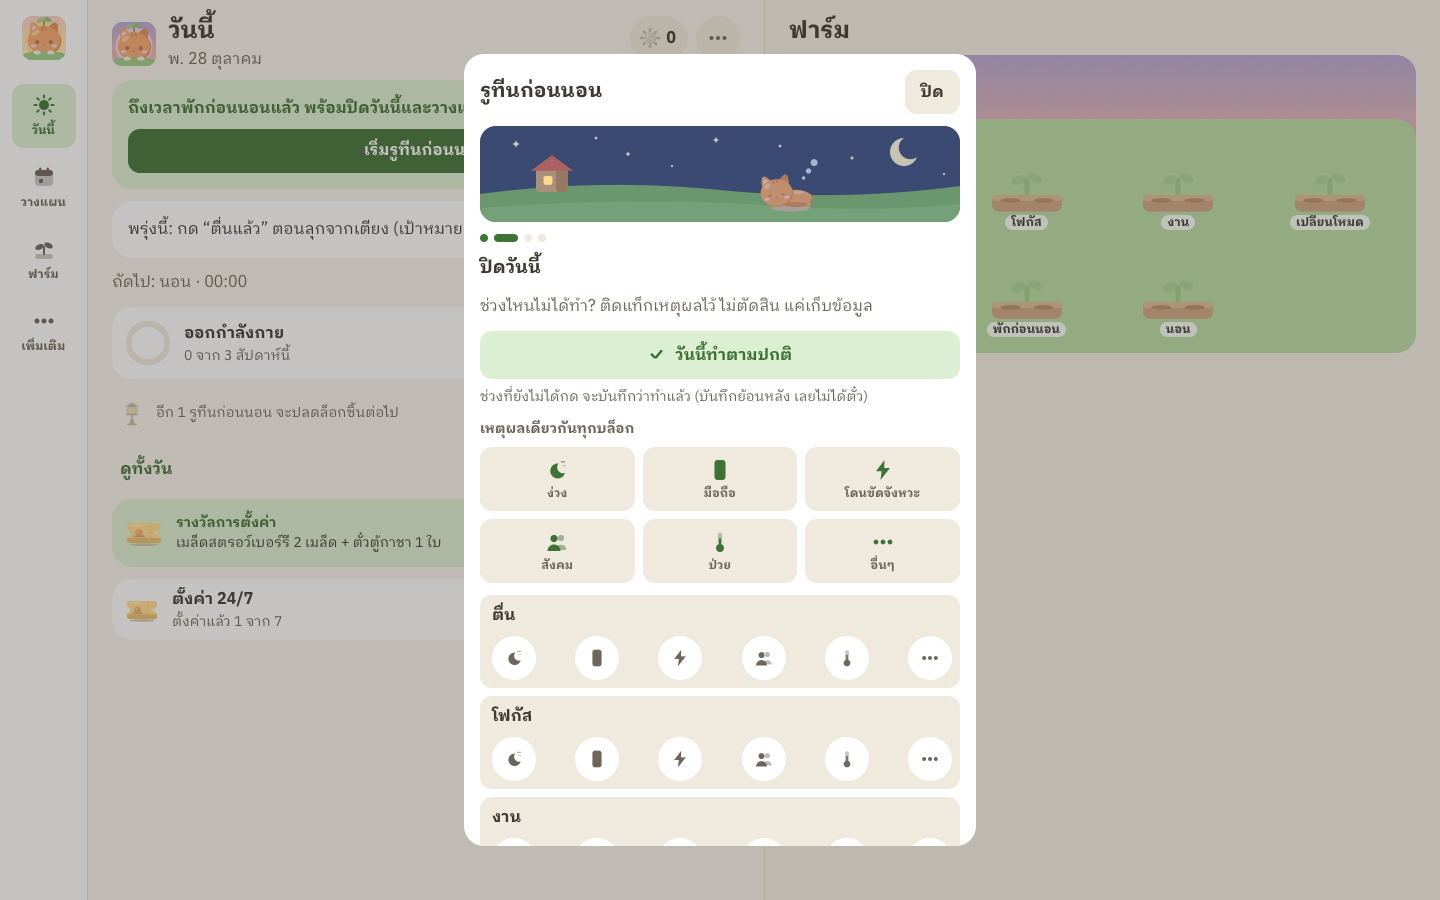 วันนี้
วางแผน
ฟาร์ม
เพิ่มเติม
วันนี้
พ. 28 ตุลาคม
0
ถึงเวลาพักก่อนนอนแล้ว พร้อมปิดวันนี้และวางแ
เริ่มรูทีนก่อนน
พรุ่งนี้: กด “ตื่นแล้ว” ตอนลุกจากเตียง (เป้าหมาย
ถัดไป: นอน · 00:00
ออกกำลังกาย
0 จาก 3 สัปดาห์นี้
อีก 1 รูทีนก่อนนอน จะปลดล็อกชิ้นต่อไป
ดูทั้งวัน
รางวัลการตั้งค่า
เมล็ดสตรอว์เบอร์รี 2 เมล็ด + ตั๋วตู้กาชา 1 ใบ
ตั้งค่า 24/7
ตั้งค่าแล้ว 1 จาก 7
รูทีนก่อนนอน
ปิด
ปิดวันนี้
ช่วงไหนไม่ได้ทำ? ติดแท็กเหตุผลไว้ ไม่ตัดสิน แค่เก็บข้อมูล
วันนี้ทำตามปกติ
ช่วงที่ยังไม่ได้กด จะบันทึกว่าทำแล้ว (บันทึกย้อนหลัง เลยไม่ได้ตั๋ว)
เหตุผลเดียวกันทุกบล็อก
ง่วง
มือถือ
โดนขัดจังหวะ
สังคม
ป่วย
อื่นๆ
ตื่น
โฟกัส
งาน
ฟาร์ม
โฟกัส
งาน
เปลี่ยนโหมด
พักก่อนนอน
นอน